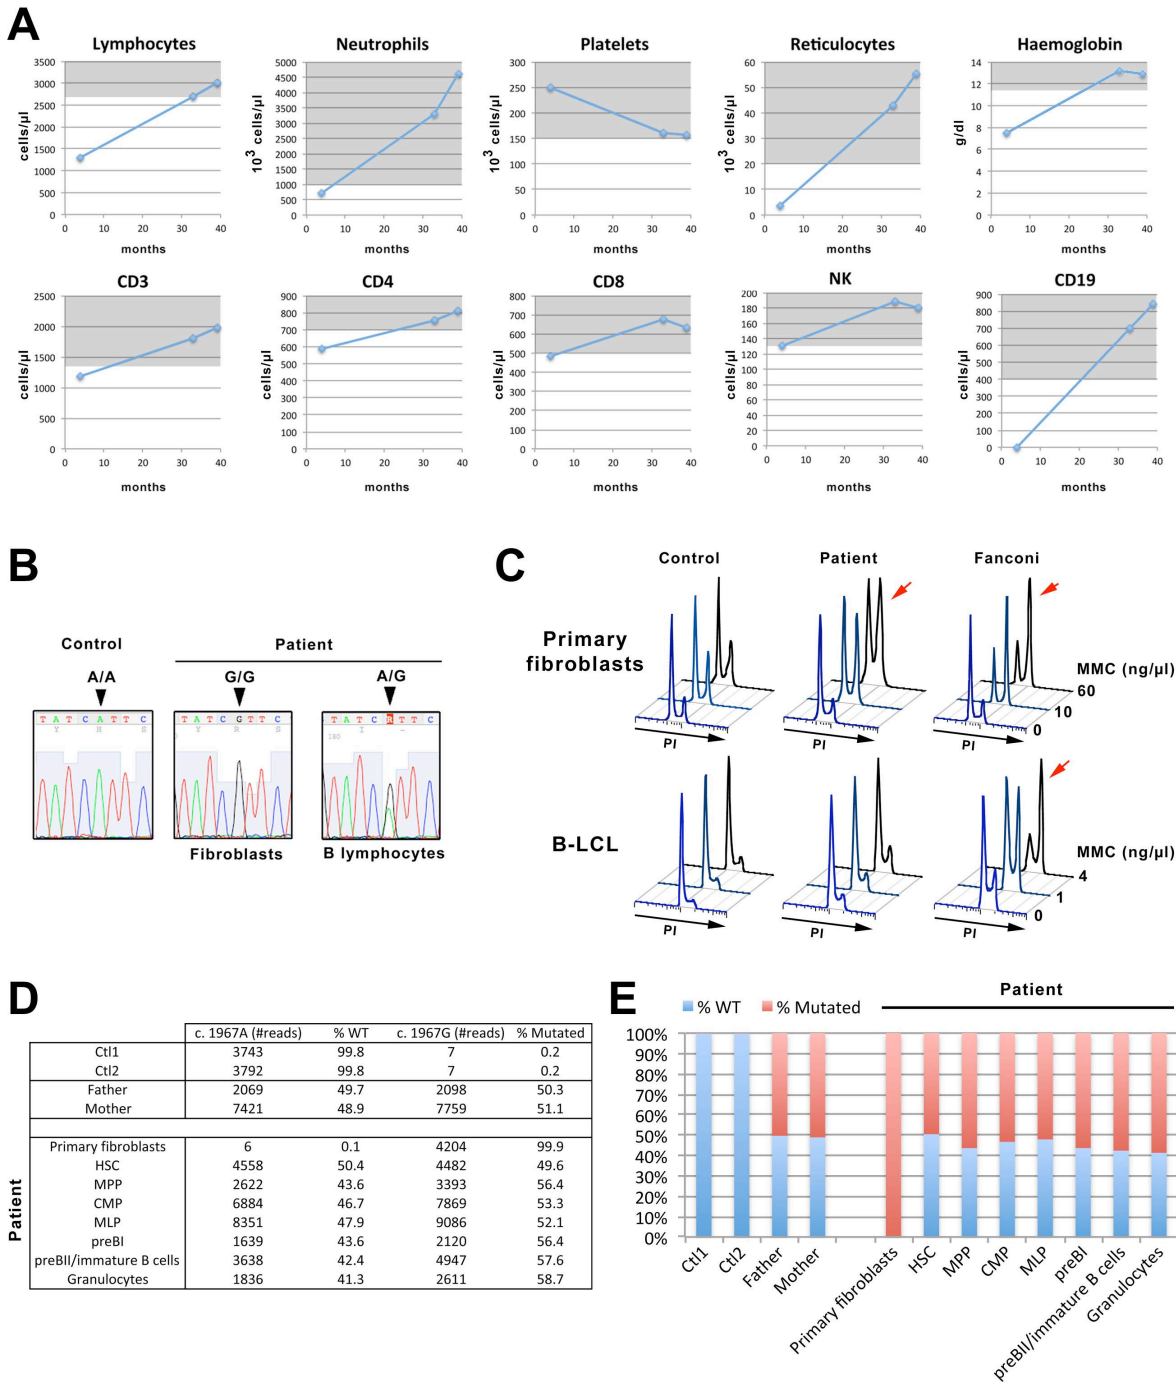 A
Lymphocytes
3500
3000
2500
2000
1500
1000
500
0
cells/µl
0 10 20 30 40
months
Neutrophils
5000
4500
4000
3500
3000
2500
2000
1500
1000
500
0
10³ cells/µl
0 10 20 30 40
months
Platelets
300
250
200
150
100
50
0
10³ cells/µl
0 10 20 30 40
months
Reticulocytes
60
50
40
30
20
10
0
10³ cells/µl
0 10 20 30 40
months
Haemoglobin
14
12
10
8
6
4
2
0
g/dl
0 10 20 30 40
months
CD3
2500
2000
1500
1000
500
0
cells/µl
0 10 20 30 40
months
CD4
900
800
700
600
500
400
300
200
100
0
cells/µl
0 10 20 30 40
months
CD8
800
700
600
500
400
300
200
100
0
cells/µl
0 10 20 30 40
months
NK
200
180
160
140
120
100
80
60
40
20
0
cells/µl
0 10 20 30 40
months
CD19
900
800
700
600
500
400
300
200
100
0
cells/µl
0 10 20 30 40
months
B
Control
Patient
A/A
G/G
A/G
T A T C A T T C
Y H S
T A T C G T T C
Y R S
T A T C R T T C
I -
180
Fibroblasts
B lymphocytes
C
Control
Patient
Fanconi
Primary
fibroblasts
MMC (ng/µl)
60
10
0
PI
PI
PI
B-LCL
MMC (ng/µl)
4
1
0
PI
PI
PI
D
c. 1967A (#reads) % WT c. 1967G (#reads) % Mutated
Ctl1 3743 99.8 7 0.2
Ctl2 3792 99.8 7 0.2
Father 2069 49.7 2098 50.3
Mother 7421 48.9 7759 51.1
Patient
Primary fibroblasts 6 0.1 4204 99.9
HSC 4558 50.4 4482 49.6
MPP 2622 43.6 3393 56.4
CMP 6884 46.7 7869 53.3
MLP 8351 47.9 9086 52.1
preBI 1639 43.6 2120 56.4
preBII/immature B cells 3638 42.4 4947 57.6
Granulocytes 1836 41.3 2611 58.7
E
% WT % Mutated
Patient
100%
90%
80%
70%
60%
50%
40%
30%
20%
10%
0%
Ctl1
Ctl2
Father
Mother
Primary fibroblasts
HSC
MPP
CMP
MLP
preBI
preBII/immature B cells
Granulocytes